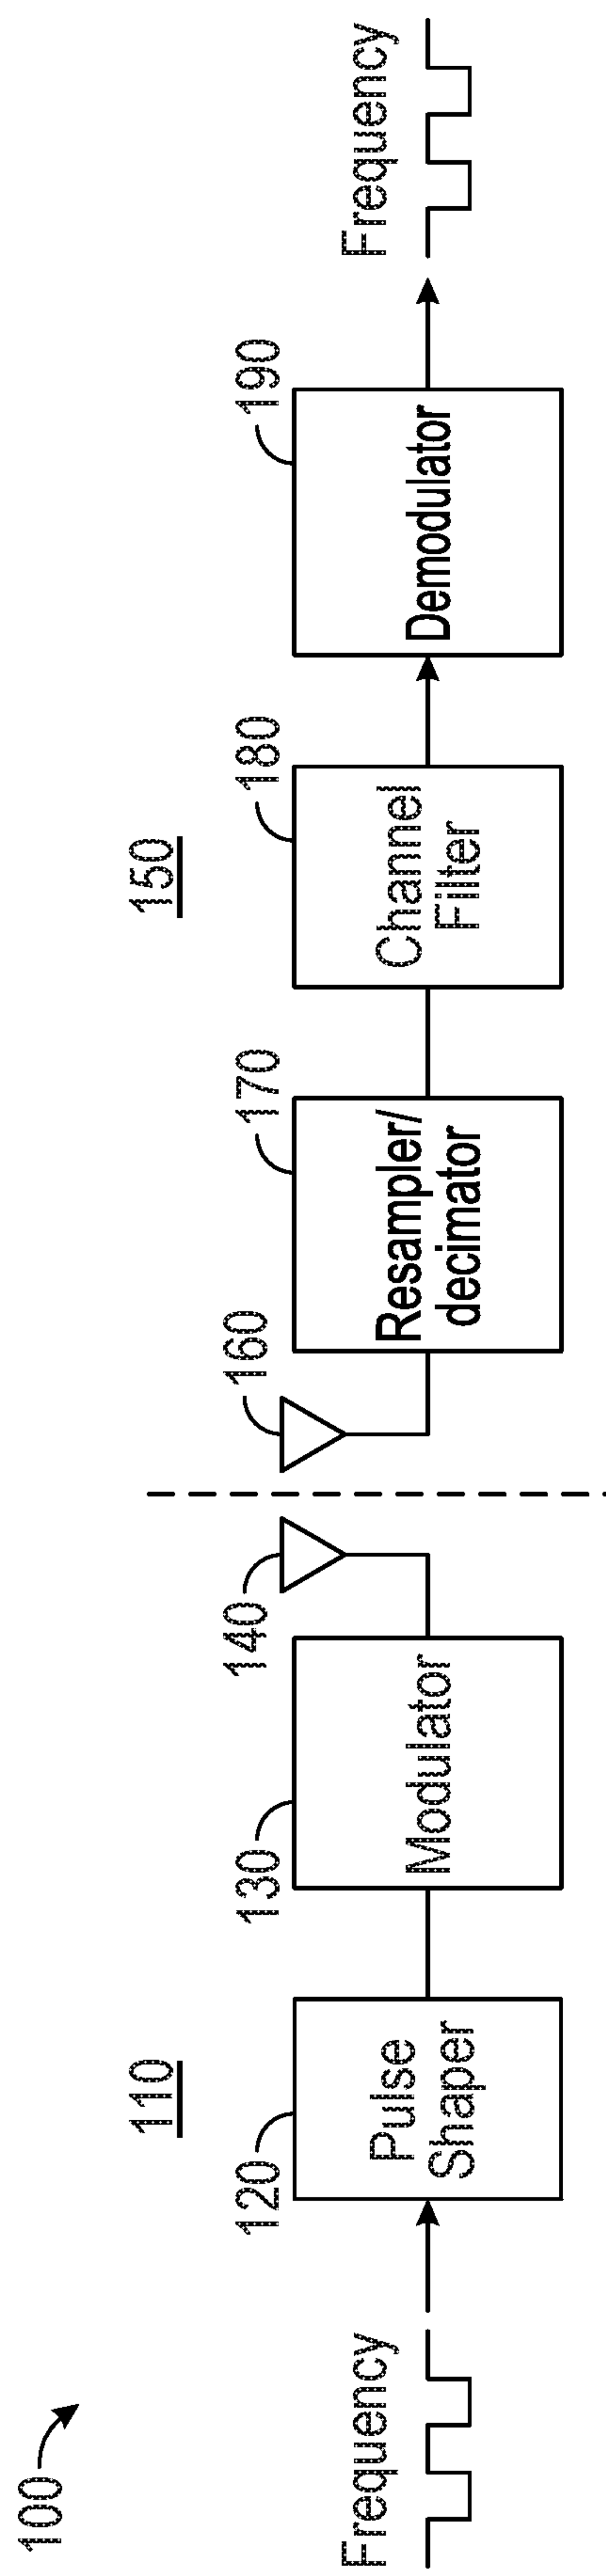 100
110
150
Frequency
120
Pulse
Shaper
130
Modulator
140
160
170
Resampler/
decimator
180
Channel
Filter
190
Demodulator
Frequency